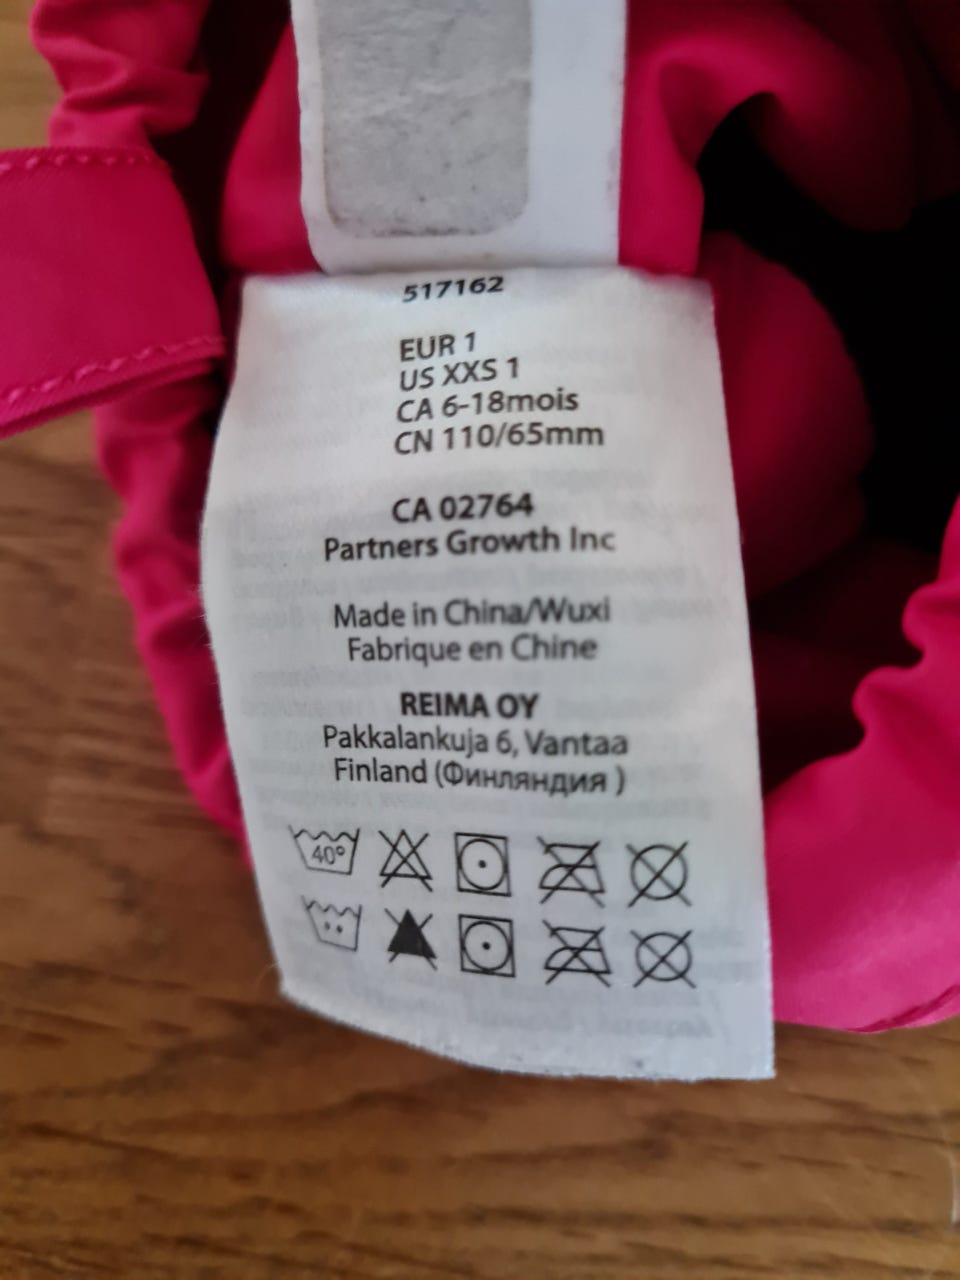 517162
EUR 1
US XXS 1
CA 6-18mois
CN 110/65mm
CA 02764
Partners Growth Inc
Made in China/Wuxi
Fabrique en Chine
REIMA OY
Pakkalankuja 6, Vantaa
Finland (Финляндия )
40°